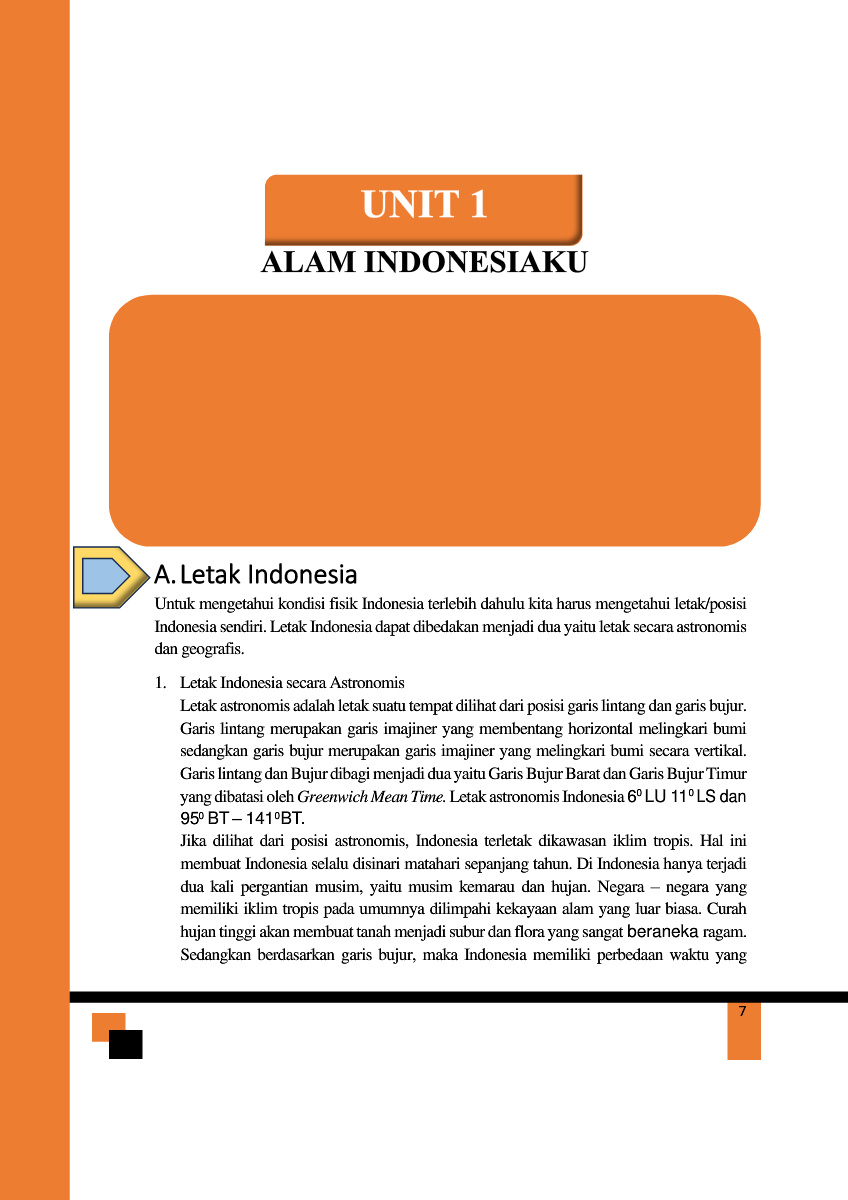 UNIT 1
ALAM INDONESIAKU
A. Letak Indonesia
Untuk mengetahui kondisi fisik Indonesia terlebih dahulu kita harus mengetahui letak/posisi
Indonesia sendiri. Letak Indonesia dapat dibedakan menjadi dua yaitu letak secara astronomis
dan geografis.
1. Letak Indonesia secara Astronomis
Letak astronomis adalah letak suatu tempat dilihat dari posisi garis lintang dan garis bujur.
Garis lintang merupakan garis imajiner yang membentang horizontal melingkari bumi
sedangkan garis bujur merupakan garis imajiner yang melingkari bumi secara vertikal.
Garis lintang dan Bujur dibagi menjadi dua yaitu Garis Bujur Barat dan Garis Bujur Timur
yang dibatasi oleh Greenwich Mean Time. Letak astronomis Indonesia 6⁰ LU 11⁰ LS dan
95⁰ BT – 141⁰BT.
Jika dilihat dari posisi astronomis, Indonesia terletak dikawasan iklim tropis. Hal ini
membuat Indonesia selalu disinari matahari sepanjang tahun. Di Indonesia hanya terjadi
dua kali pergantian musim, yaitu musim kemarau dan hujan. Negara – negara yang
memiliki iklim tropis pada umumnya dilimpahi kekayaan alam yang luar biasa. Curah
hujan tinggi akan membuat tanah menjadi subur dan flora yang sangat beraneka ragam.
Sedangkan berdasarkan garis bujur, maka Indonesia memiliki perbedaan waktu yang
7